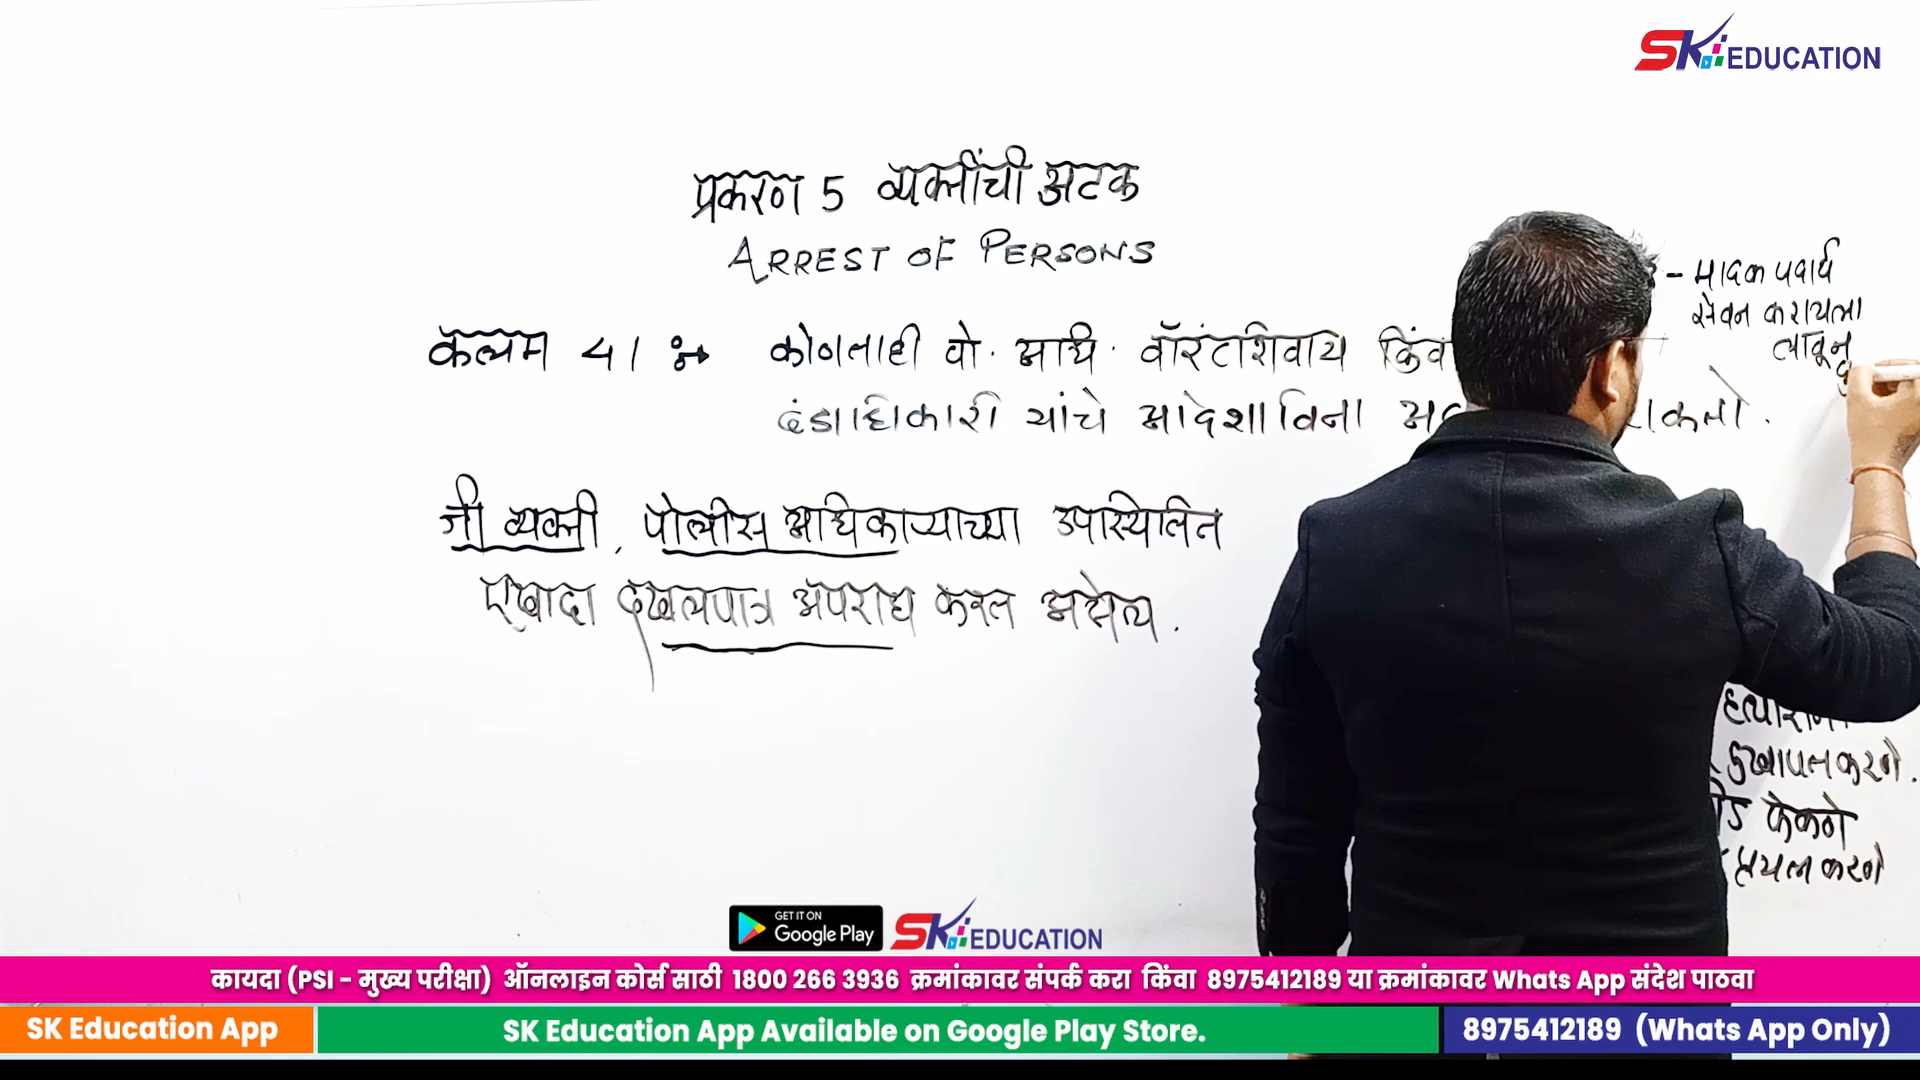 SK EDUCATION
प्रकरण 5 व्यक्तींची अटक
ARREST OF PERSONS
कलम 41 कोणताही पो. अधि. वॉरंटशिवाय किंवा
दंडाधिकारी यांचे आदेशाविना
जी व्यक्ती, पोलीस अधिकाऱ्याच्या उपस्थितीत
एखादा दखलपात्र अपराध करत असेल.
- मादक पदार्थ
सेवन करायला
लावून
दुखापत करणे.
फेकणे
करणे
GET IT ON
Google Play
SK EDUCATION
कायदा (PSI - मुख्य परीक्षा) ऑनलाइन कोर्स साठी 1800 266 3936 क्रमांकावर संपर्क करा किंवा 8975412189 या क्रमांकावर Whats App संदेश पाठवा
SK Education App
SK Education App Available on Google Play Store.
8975412189 (Whats App Only)